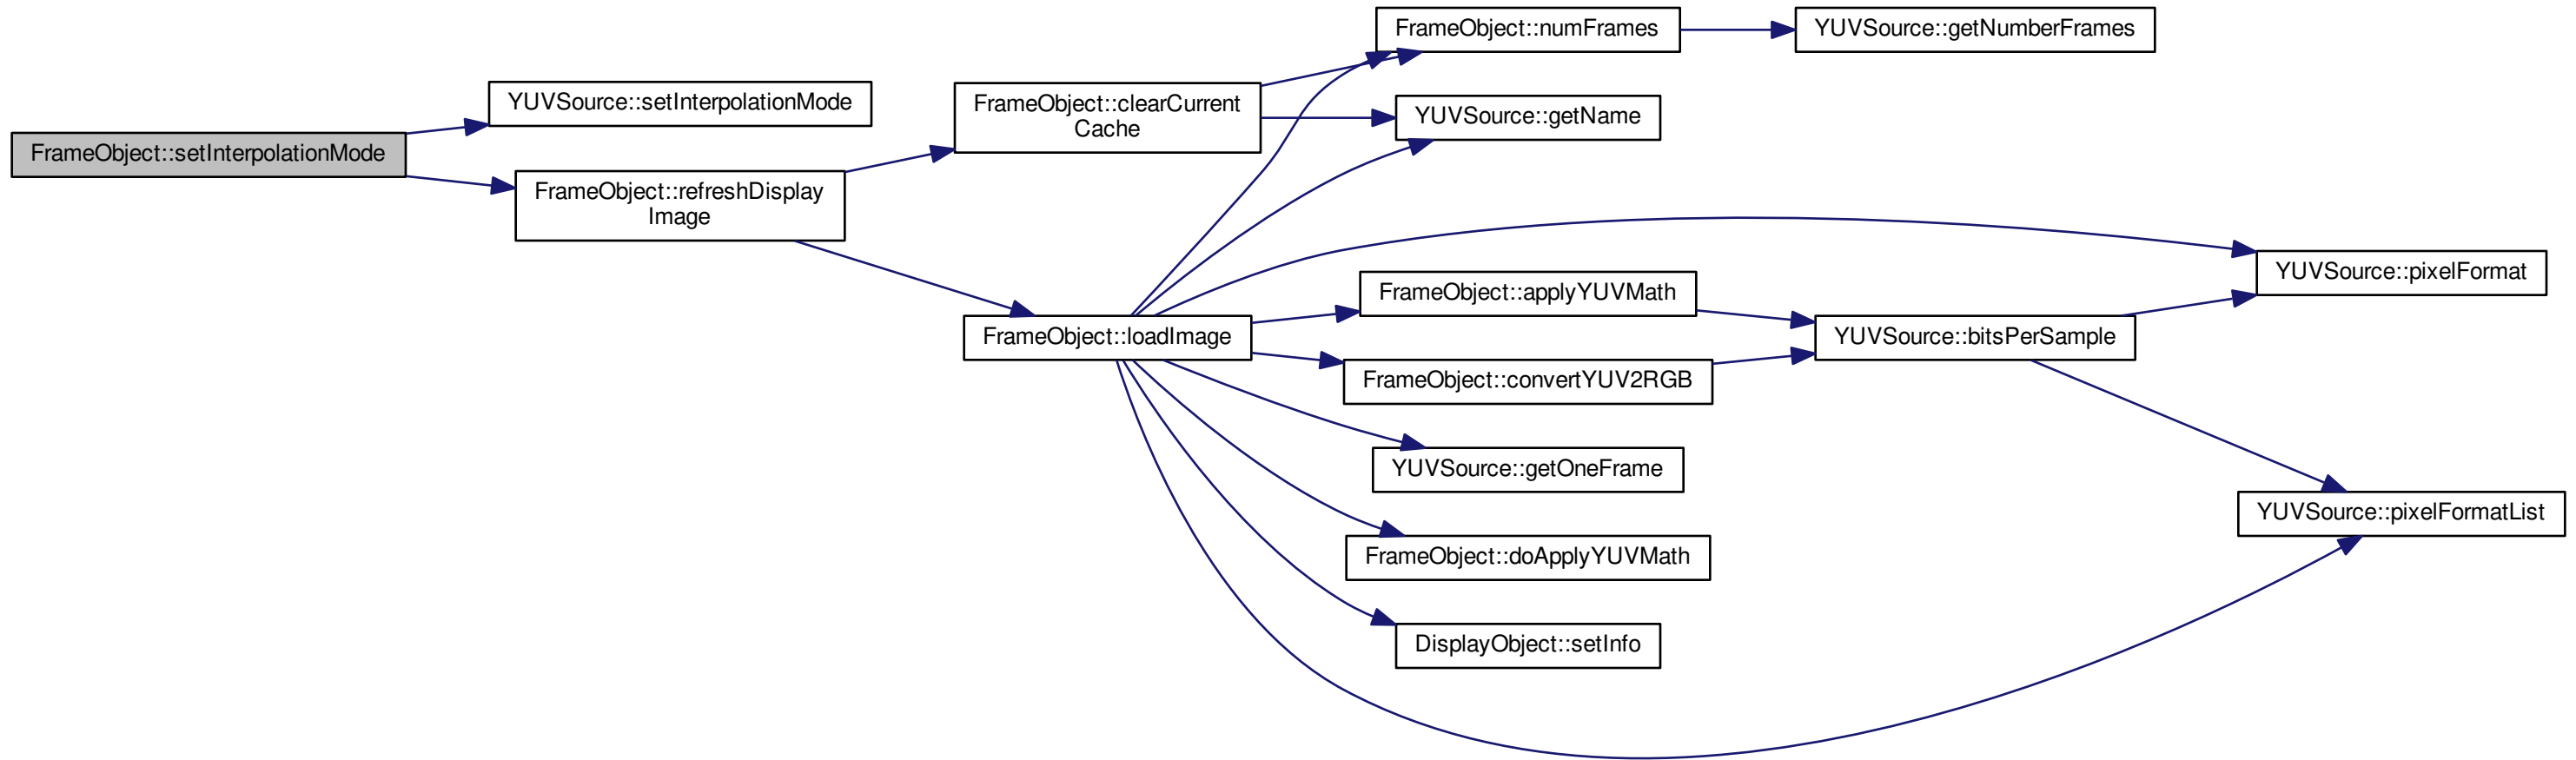 FrameObject::setInterpolationMode
YUVSource::setInterpolationMode
FrameObject::refreshDisplay
Image
FrameObject::clearCurrent
Cache
FrameObject::loadImage
FrameObject::numFrames
YUVSource::getName
FrameObject::applyYUVMath
FrameObject::convertYUV2RGB
YUVSource::getOneFrame
FrameObject::doApplyYUVMath
DisplayObject::setInfo
YUVSource::getNumberFrames
YUVSource::bitsPerSample
YUVSource::pixelFormat
YUVSource::pixelFormatList